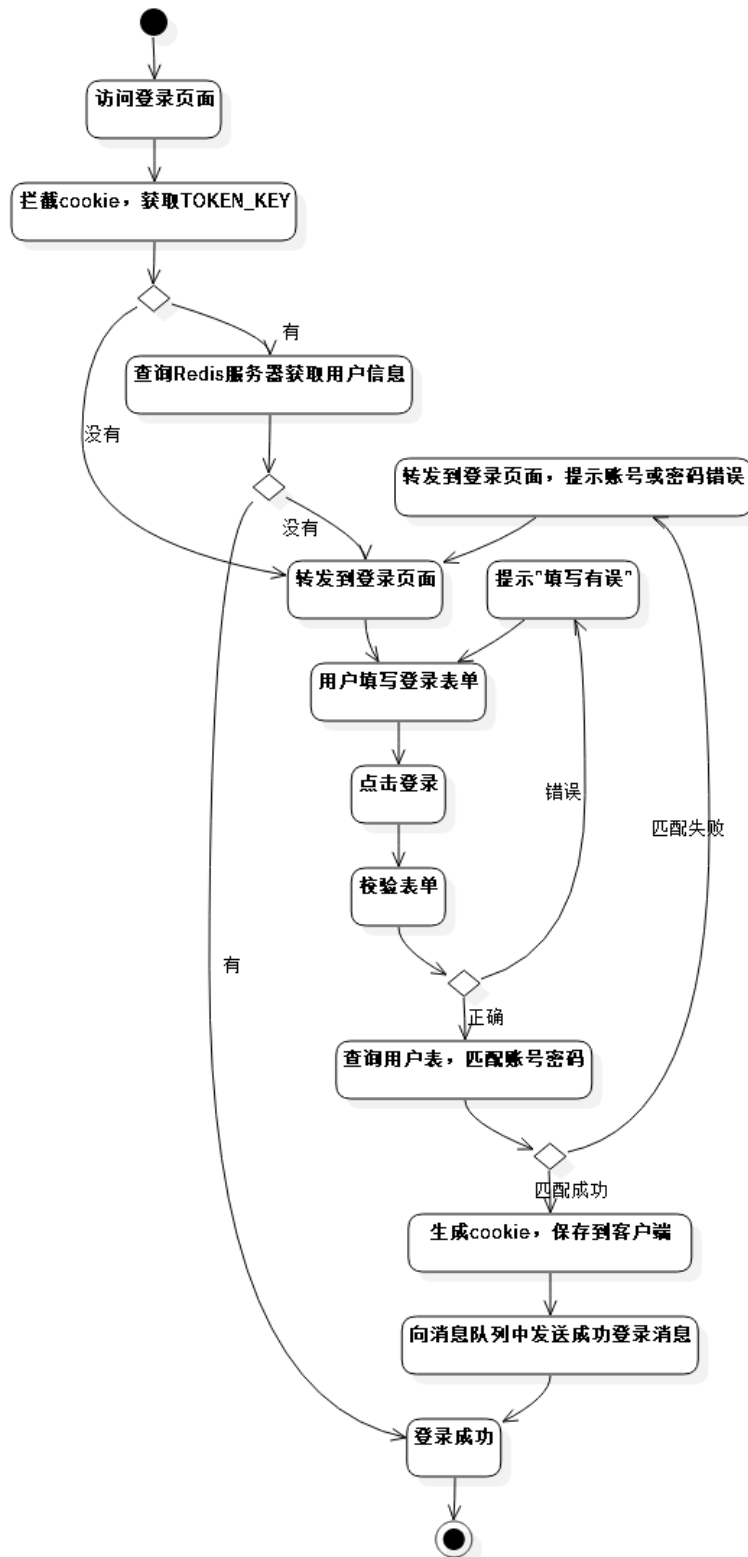 访问登录页面
拦截cookie，获取TOKEN_KEY
有
查询Redis服务器获取用户信息
没有
转发到登录页面，提示账号或密码错误
没有
转发到登录页面
提示"填写有误"
用户填写登录表单
点击登录
错误
匹配失败
校验表单
有
正确
查询用户表，匹配账号密码
匹配成功
生成cookie，保存到客户端
向消息队列中发送成功登录消息
登录成功